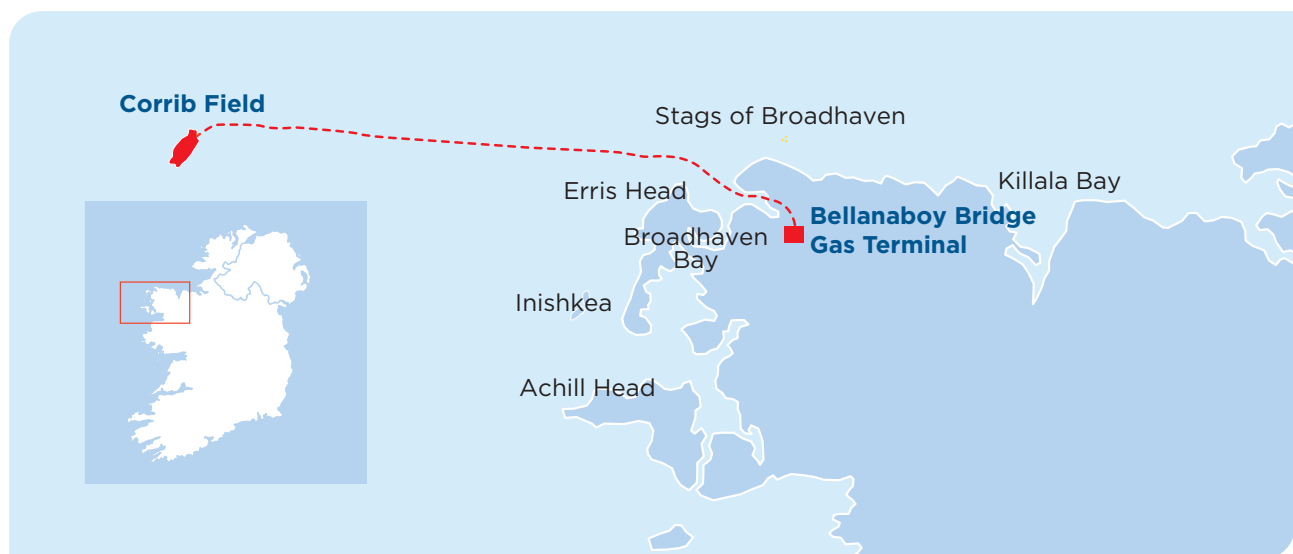 Corrib Field
Stags of Broadhaven
Killala Bay
Erris Head
Bellanaboy Bridge
Gas Terminal
Broadhaven
Bay
Inishkea
Achill Head